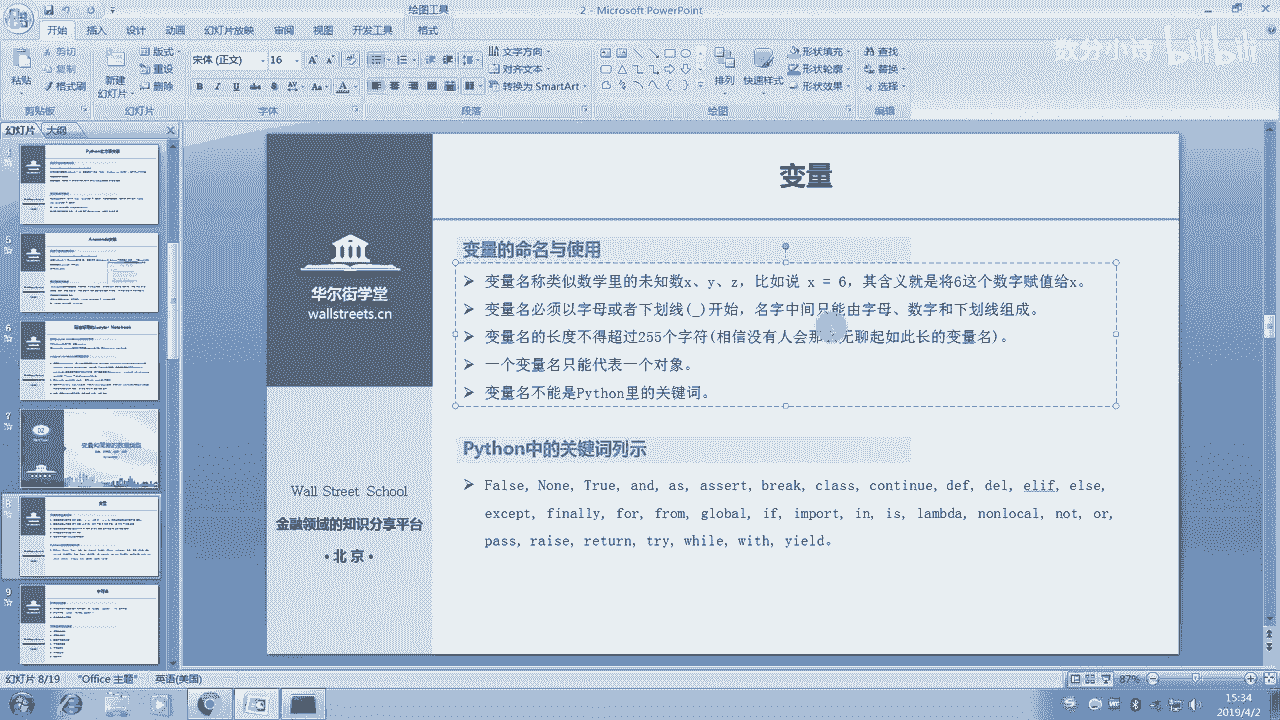 绘图工具
2 - Microsoft PowerPoint
开始 插入 设计 动画 幻灯片放映 审阅 视图 开发工具 格式
剪切
复制
格式刷
粘贴
剪贴板
新建
幻灯片
版式
重设
删除
幻灯片
宋体 (正文) 16
字体
文字方向
对齐文本
转换为 SmartArt
段落
排列
快速样式
形状填充
形状轮廓
形状效果
绘图
查找
替换
选择
编辑
bilibili
幻灯片 大纲
7
8
9
变量
变量的命名与使用
变量名称类似数学里的未知数x、y、z，比如说x = 6，其含义就是将6这个数字赋值给x。
变量名必须以字母或者下划线(_)开始，名字中间只能由字母、数字和下划线组成。
变量名的长度不得超过255个字符(相信没有人会无聊起如此长的变量名)。
一个变量名只能代表一个对象。
变量名不能是Python里的关键词。
Python中的关键词列示
False, None, True, and, as, assert, break, class, continue, def, del, elif, else,
except, finally, for, from, global, if, import, in, is, lambda, nonlocal, not, or,
pass, raise, return, try, while, with, yield。
华尔街学堂
wallstreets.cn
Wall Street School
金融领域的知识分享平台
• 北 京 •
幻灯片 8/19 "Office 主题" 英语(美国)
87%
15:34
2019/4/2